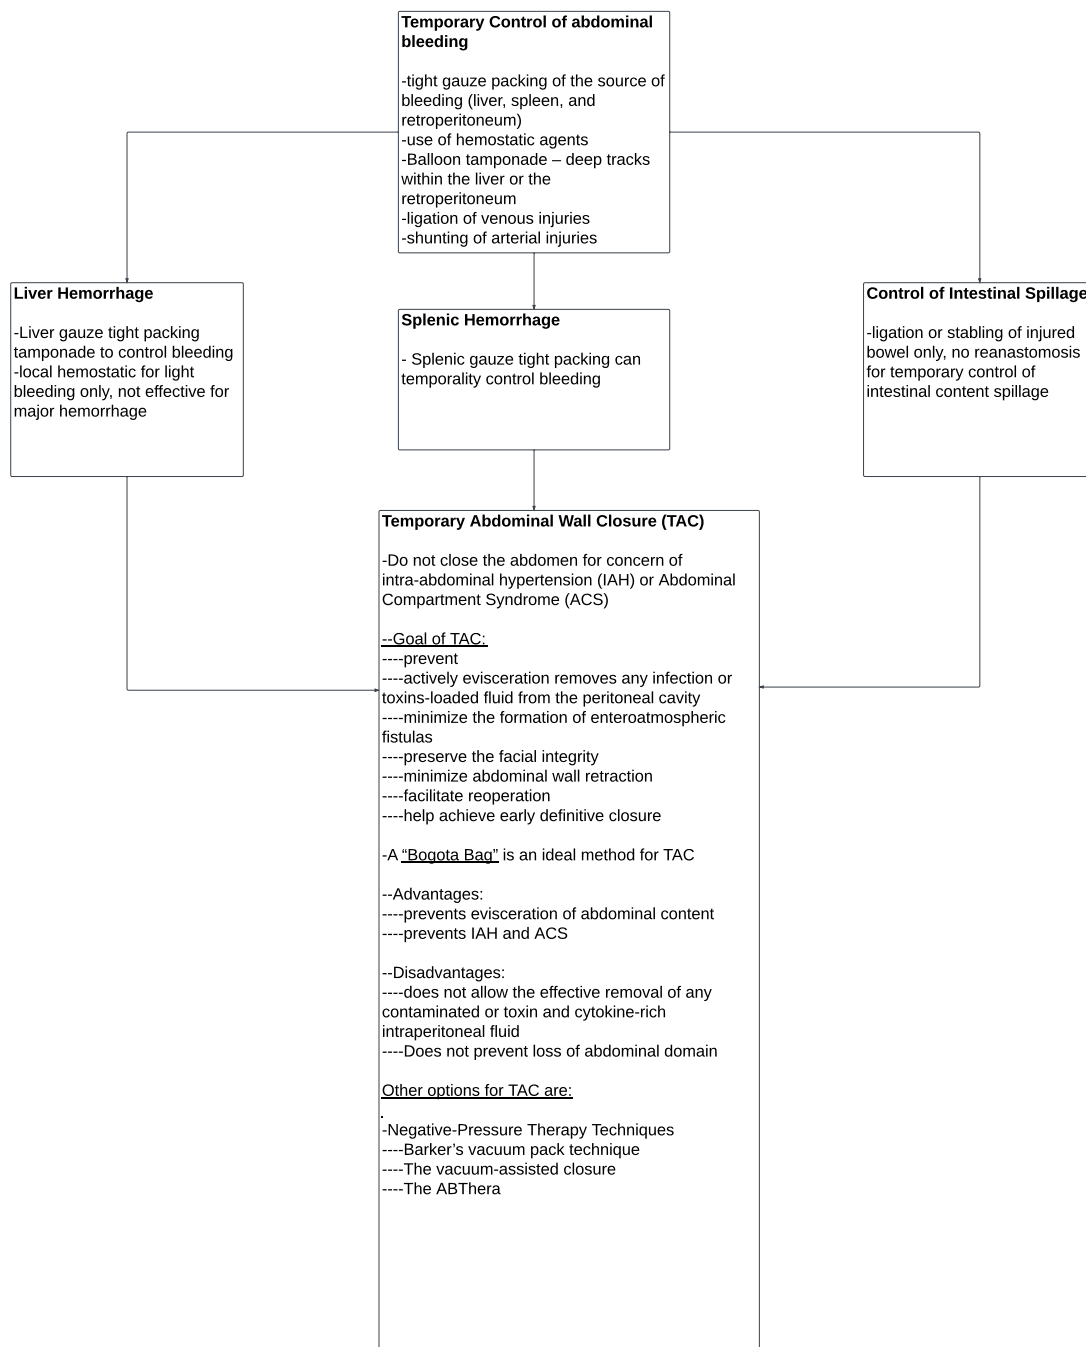 Temporary Control of abdominal
bleeding
-tight gauze packing of the source of
bleeding (liver, spleen, and
retroperitoneum)
-use of hemostatic agents
-Balloon tamponade – deep tracks
within the liver or the
retroperitoneum
-ligation of venous injuries
-shunting of arterial injuries
Liver Hemorrhage
-Liver gauze tight packing
tamponade to control bleeding
-local hemostatic for light
bleeding only, not effective for
major hemorrhage
Splenic Hemorrhage
- Splenic gauze tight packing can
temporality control bleeding
Control of Intestinal Spillage
-ligation or stabling of injured
bowel only, no reanastomosis
for temporary control of
intestinal content spillage
Temporary Abdominal Wall Closure (TAC)
-Do not close the abdomen for concern of
intra-abdominal hypertension (IAH) or Abdominal
Compartment Syndrome (ACS)
--Goal of TAC:
----prevent
----actively evisceration removes any infection or
toxins-loaded fluid from the peritoneal cavity
----minimize the formation of enteroatmospheric
fistulas
----preserve the facial integrity
----minimize abdominal wall retraction
----facilitate reoperation
----help achieve early definitive closure
-A “Bogota Bag” is an ideal method for TAC
--Advantages:
----prevents evisceration of abdominal content
----prevents IAH and ACS
--Disadvantages:
----does not allow the effective removal of any
contaminated or toxin and cytokine-rich
intraperitoneal fluid
----Does not prevent loss of abdominal domain
Other options for TAC are:
.
-Negative-Pressure Therapy Techniques
----Barker’s vacuum pack technique
----The vacuum-assisted closure
----The ABThera